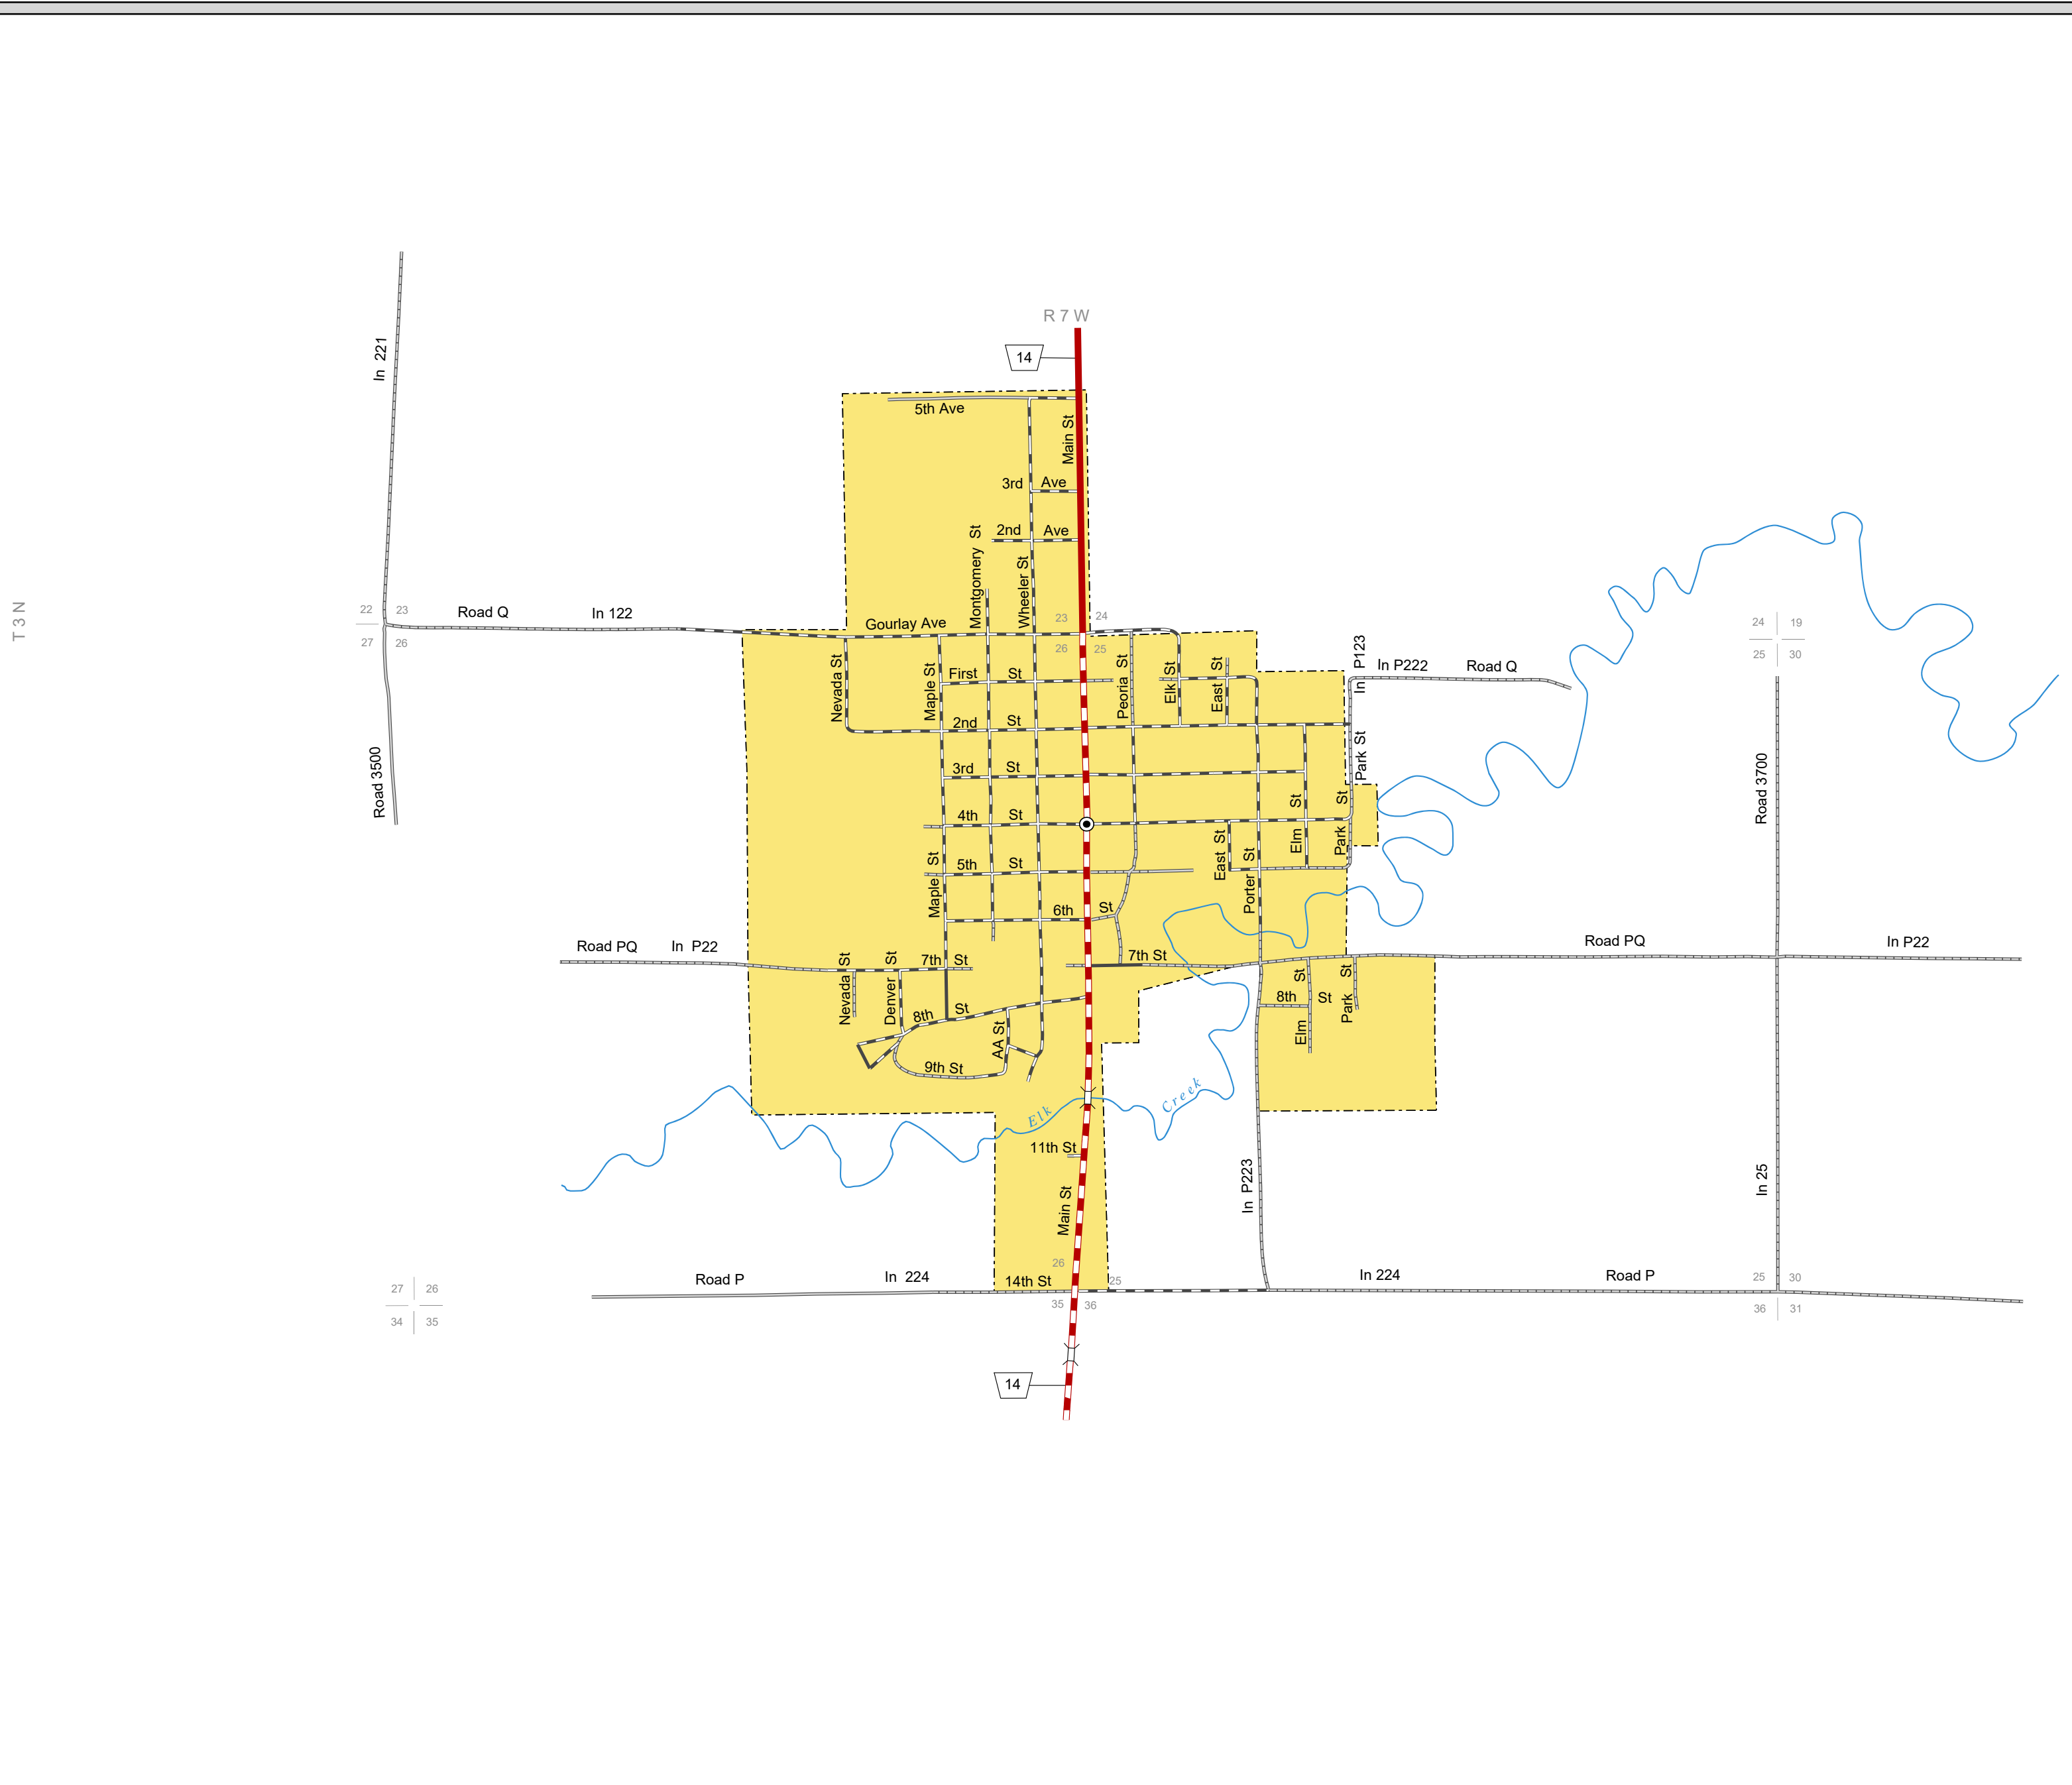 R 7 W
14
In 221
5th Ave
Main St
3rd Ave
2nd Ave
Montgomery St
Wheeler St
T 3 N
22 23
27 26
Road Q
In 122
Gourlay Ave
23 24
26 25
24 19
25 30
In P123
In P222
Road Q
Nevada St
Maple St
First St
Peoria St
Elk St
East St
2nd St
Park St
Road 3500
3rd St
Road 3700
4th St
Elm St
Park St
5th St
East St
Porter St
Maple St
6th St
Road PQ
In P22
7th St
7th St
Road PQ
In P22
Nevada St
Denver St
8th St
AA St
9th St
8th St
Elm St
Park St
Elk Creek
11th St
Main St
In P223
In 25
26
25
14th St
Road P
In 224
In 224
Road P
27 26
34 35
35 36
25 30
36 31
14